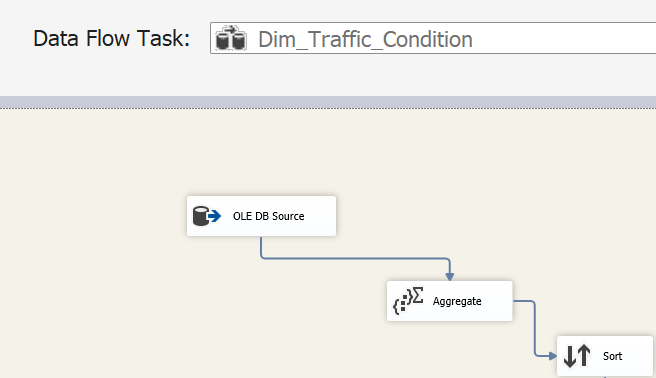 Data Flow Task: Dim_Traffic_Condition
OLE DB Source
Aggregate
Sort